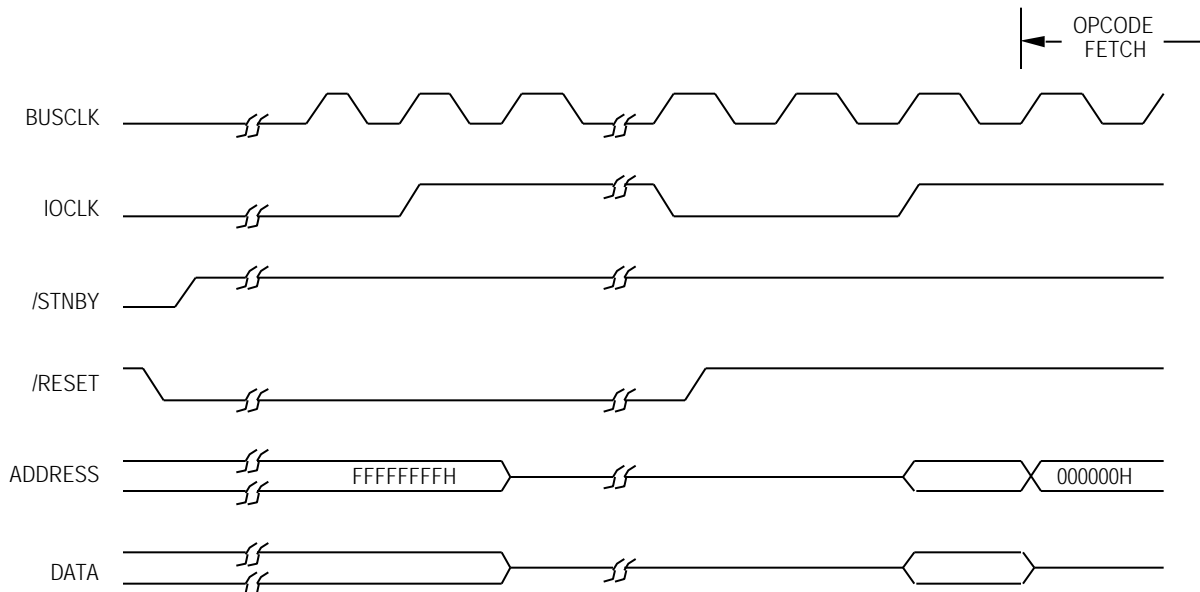 OPCODE
FETCH
BUSCLK
IOCLK
/STNBY
/RESET
ADDRESS
FFFFFFFFH
000000H
DATA